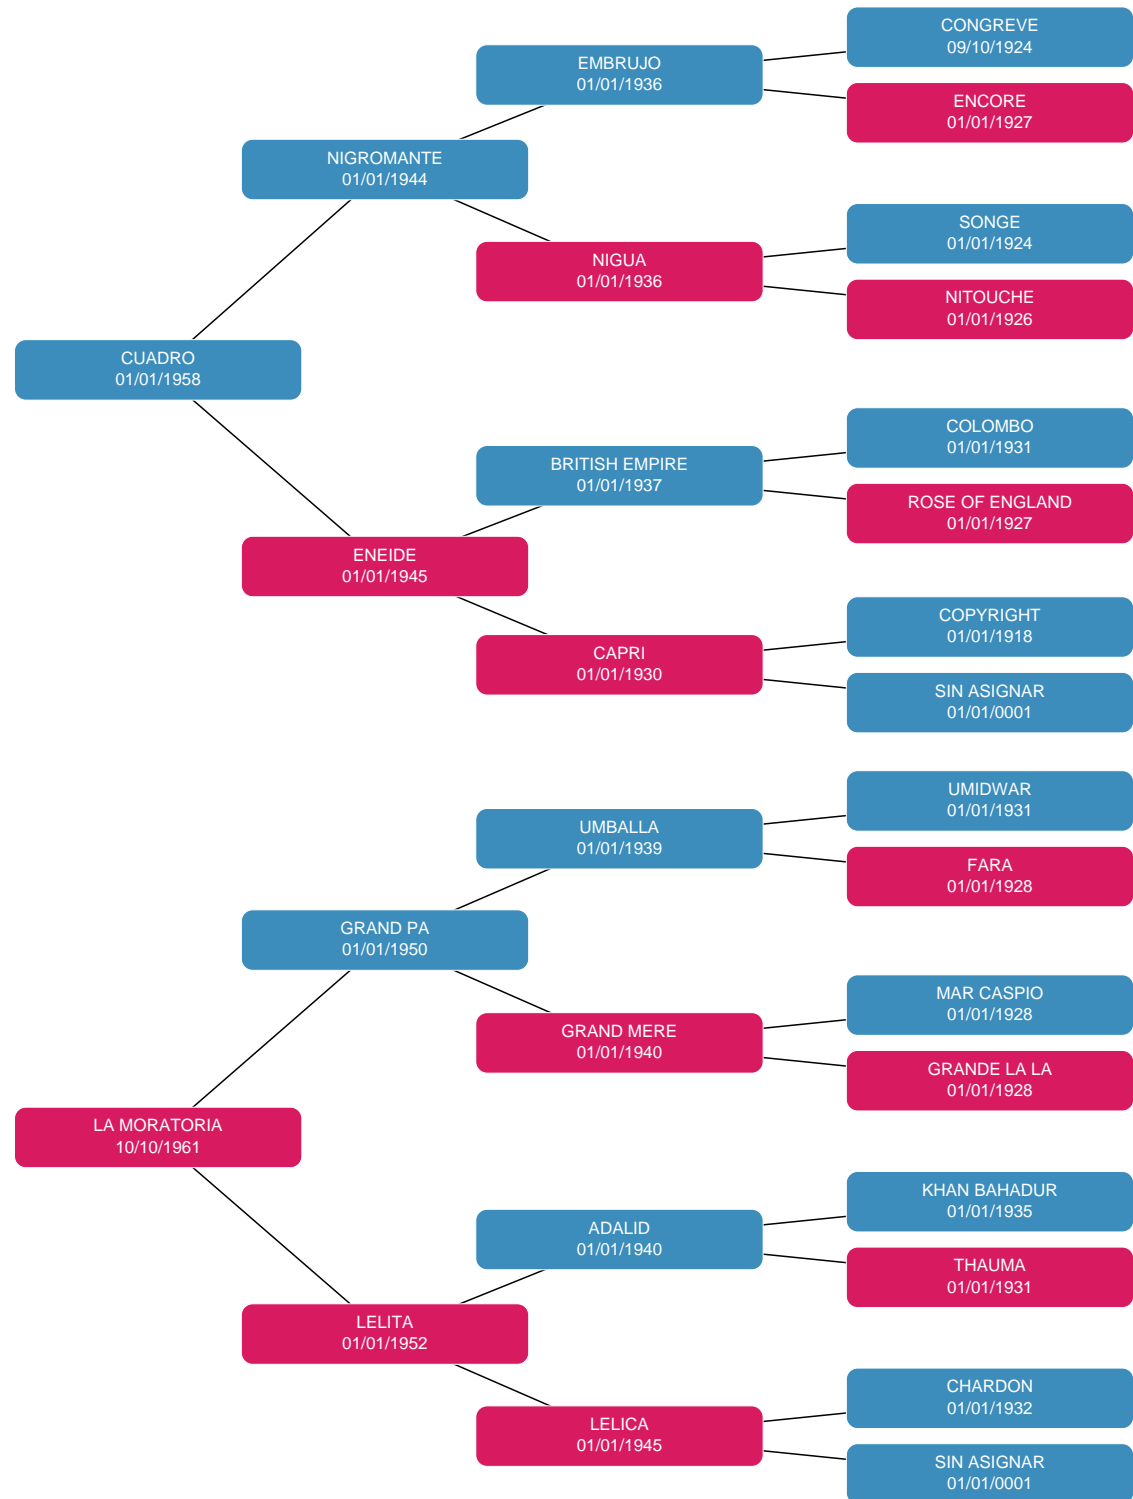 CONGREVE
09/10/1924
EMBRUJO
01/01/1936
ENCORE
01/01/1927
NIGROMANTE
01/01/1944
SONGE
01/01/1924
NIGUA
01/01/1936
NITOUCHE
01/01/1926
CUADRO
01/01/1958
COLOMBO
01/01/1931
BRITISH EMPIRE
01/01/1937
ROSE OF ENGLAND
01/01/1927
ENEIDE
01/01/1945
COPYRIGHT
01/01/1918
CAPRI
01/01/1930
SIN ASIGNAR
01/01/0001
UMIDWAR
01/01/1931
UMBALLA
01/01/1939
FARA
01/01/1928
GRAND PA
01/01/1950
MAR CASPIO
01/01/1928
GRAND MERE
01/01/1940
GRANDE LA LA
01/01/1928
LA MORATORIA
10/10/1961
KHAN BAHADUR
01/01/1935
ADALID
01/01/1940
THAUMA
01/01/1931
LELITA
01/01/1952
CHARDON
01/01/1932
LELICA
01/01/1945
SIN ASIGNAR
01/01/0001